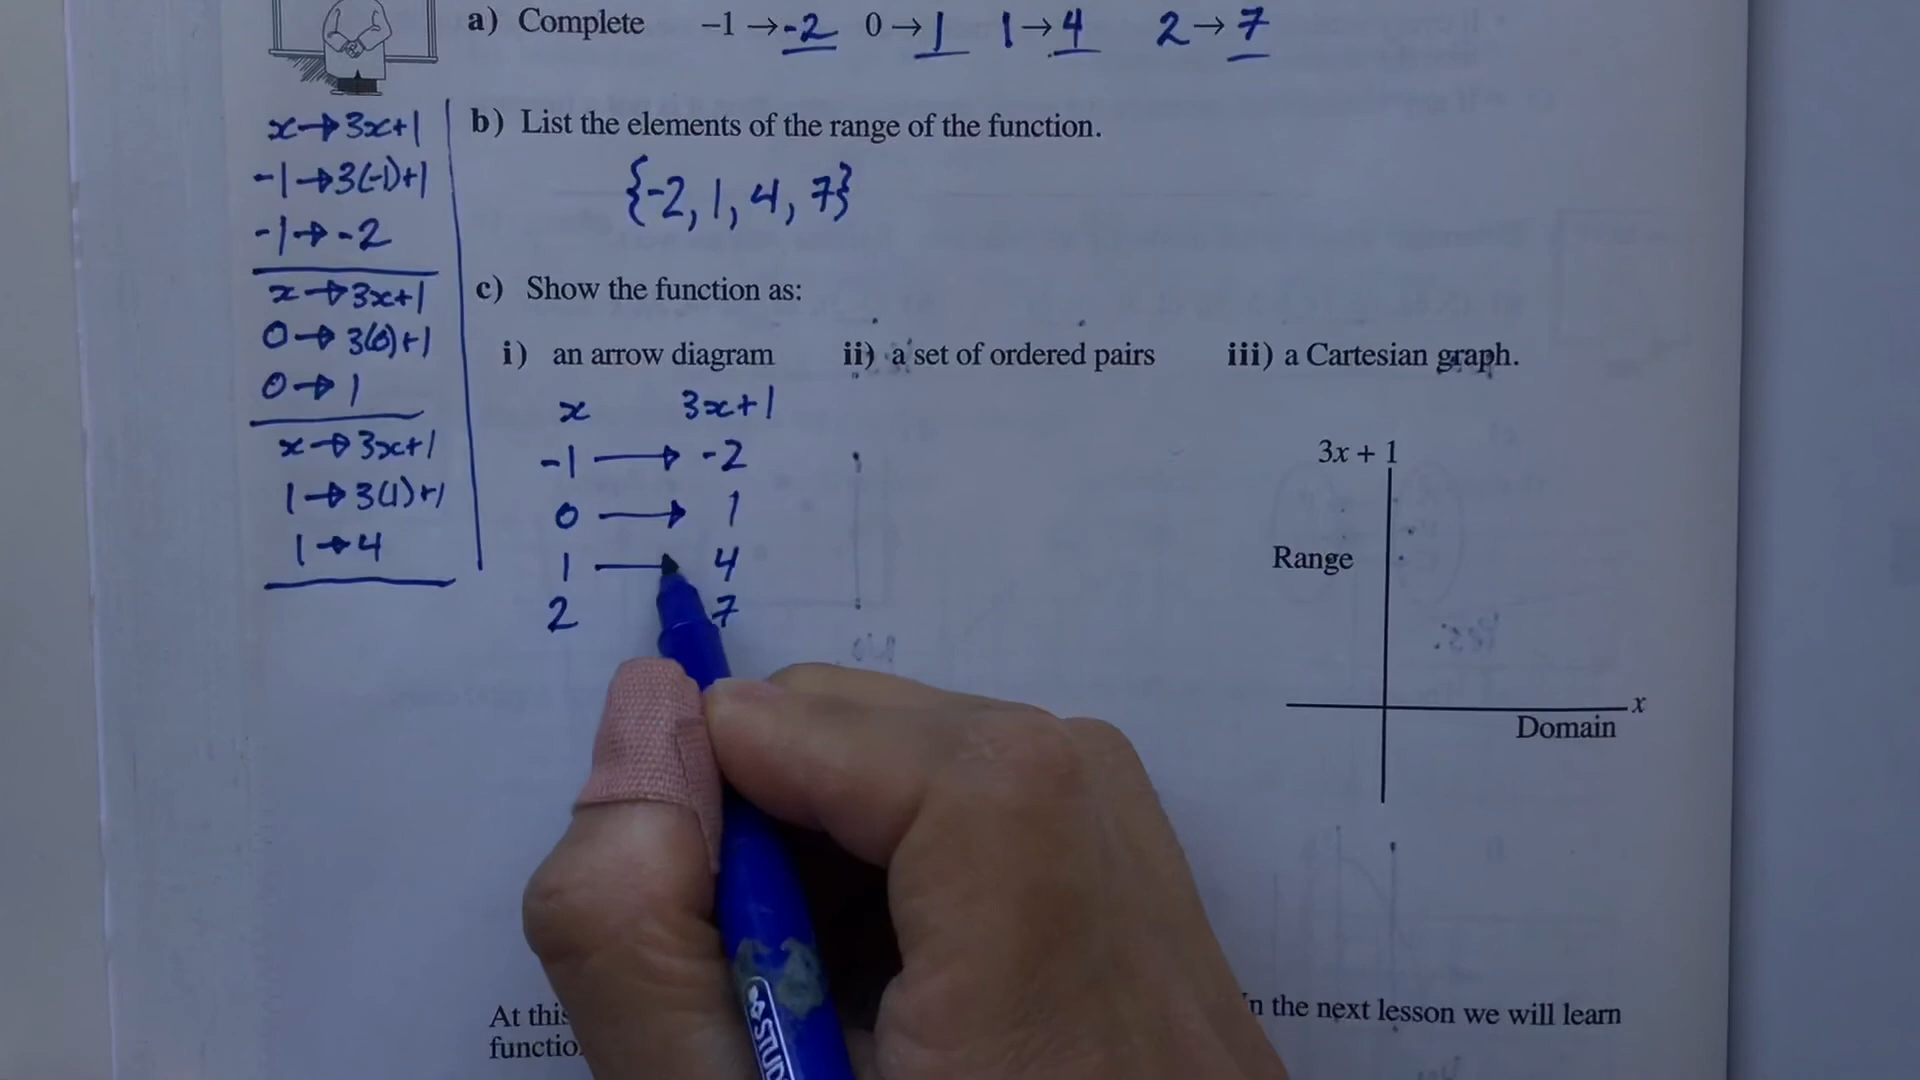 a) Complete −1 → -2 0 → 1 1 → 4 2 → 7
x → 3x+1
-1 → 3(-1)+1
-1 → -2
x → 3x+1
0 → 3(0)+1
0 → 1
x → 3x+1
1 → 3(1)+1
1 → 4
b) List the elements of the range of the function.
{-2, 1, 4, 7}
c) Show the function as:
i) an arrow diagram ii) a set of ordered pairs iii) a Cartesian graph.
x 3x+1
-1 → -2
0 → 1
1 → 4
2 7
3x + 1
Range
x
Domain
At this
n the next lesson we will learn
functio
STUD